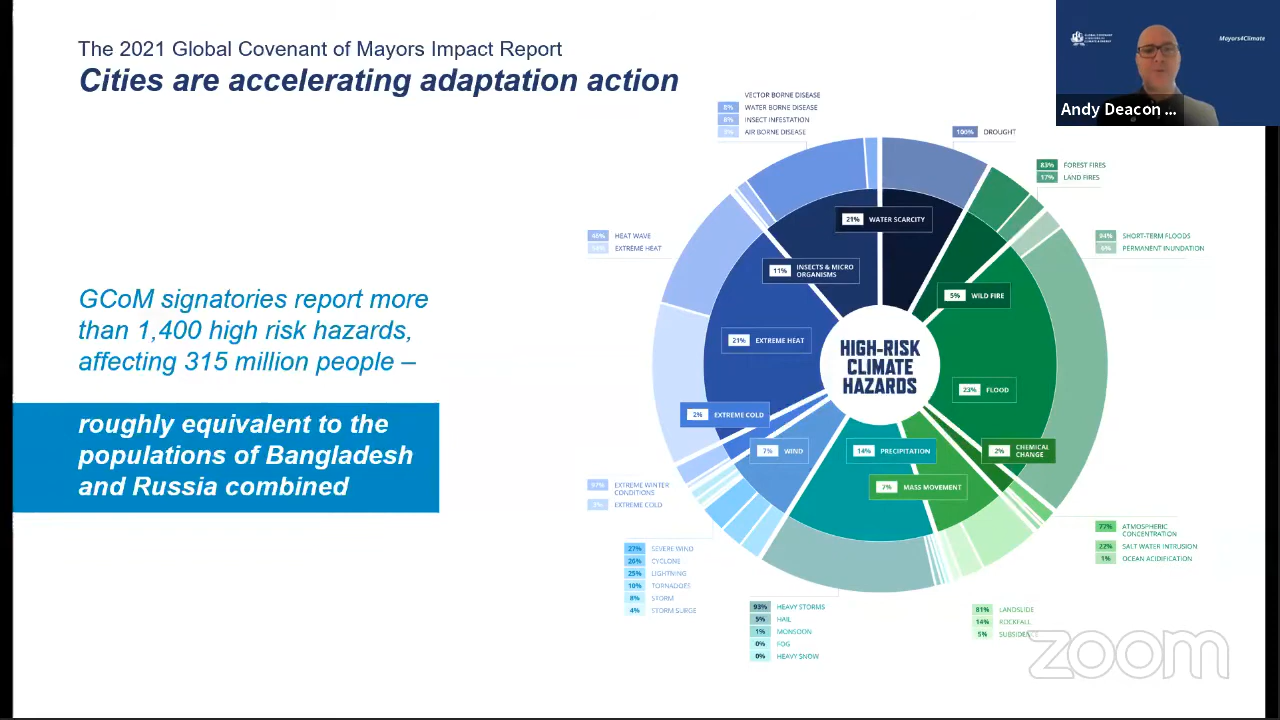 The 2021 Global Covenant of Mayors Impact Report
Cities are accelerating adaptation action
GCoM signatories report more
than 1,400 high risk hazards,
affecting 315 million people –
roughly equivalent to the
populations of Bangladesh
and Russia combined
Mayors4Climate
Andy Deacon ...
VECTOR BORNE DISEASE
WATER BORNE DISEASE
INSECT INFESTATION
AIR BORNE DISEASE
100% DROUGHT
83% FOREST FIRES
17% LAND FIRES
94% SHORT-TERM FLOODS
6% PERMANENT INUNDATION
HEAT WAVE
EXTREME HEAT
21% WATER SCARCITY
11% INSECTS & MICRO
ORGANISMS
5% WILD FIRE
21% EXTREME HEAT
HIGH-RISK
CLIMATE
HAZARDS
23% FLOOD
2% EXTREME COLD
7% WIND
14% PRECIPITATION
2% CHEMICAL
CHANGE
7% MASS MOVEMENT
97% EXTREME WINTER
CONDITIONS
3% EXTREME COLD
27% SEVERE WIND
26% CYCLONE
25% LIGHTNING
10% TORNADOES
8% STORM
4% STORM SURGE
93% HEAVY STORMS
5% HAIL
1% MONSOON
0% FOG
0% HEAVY SNOW
77% ATMOSPHERIC
CONCENTRATION
22% SALT WATER INTRUSION
1% OCEAN ACIDIFICATION
81% LANDSLIDE
14% ROCKFALL
5% SUBSIDENCE
zoom